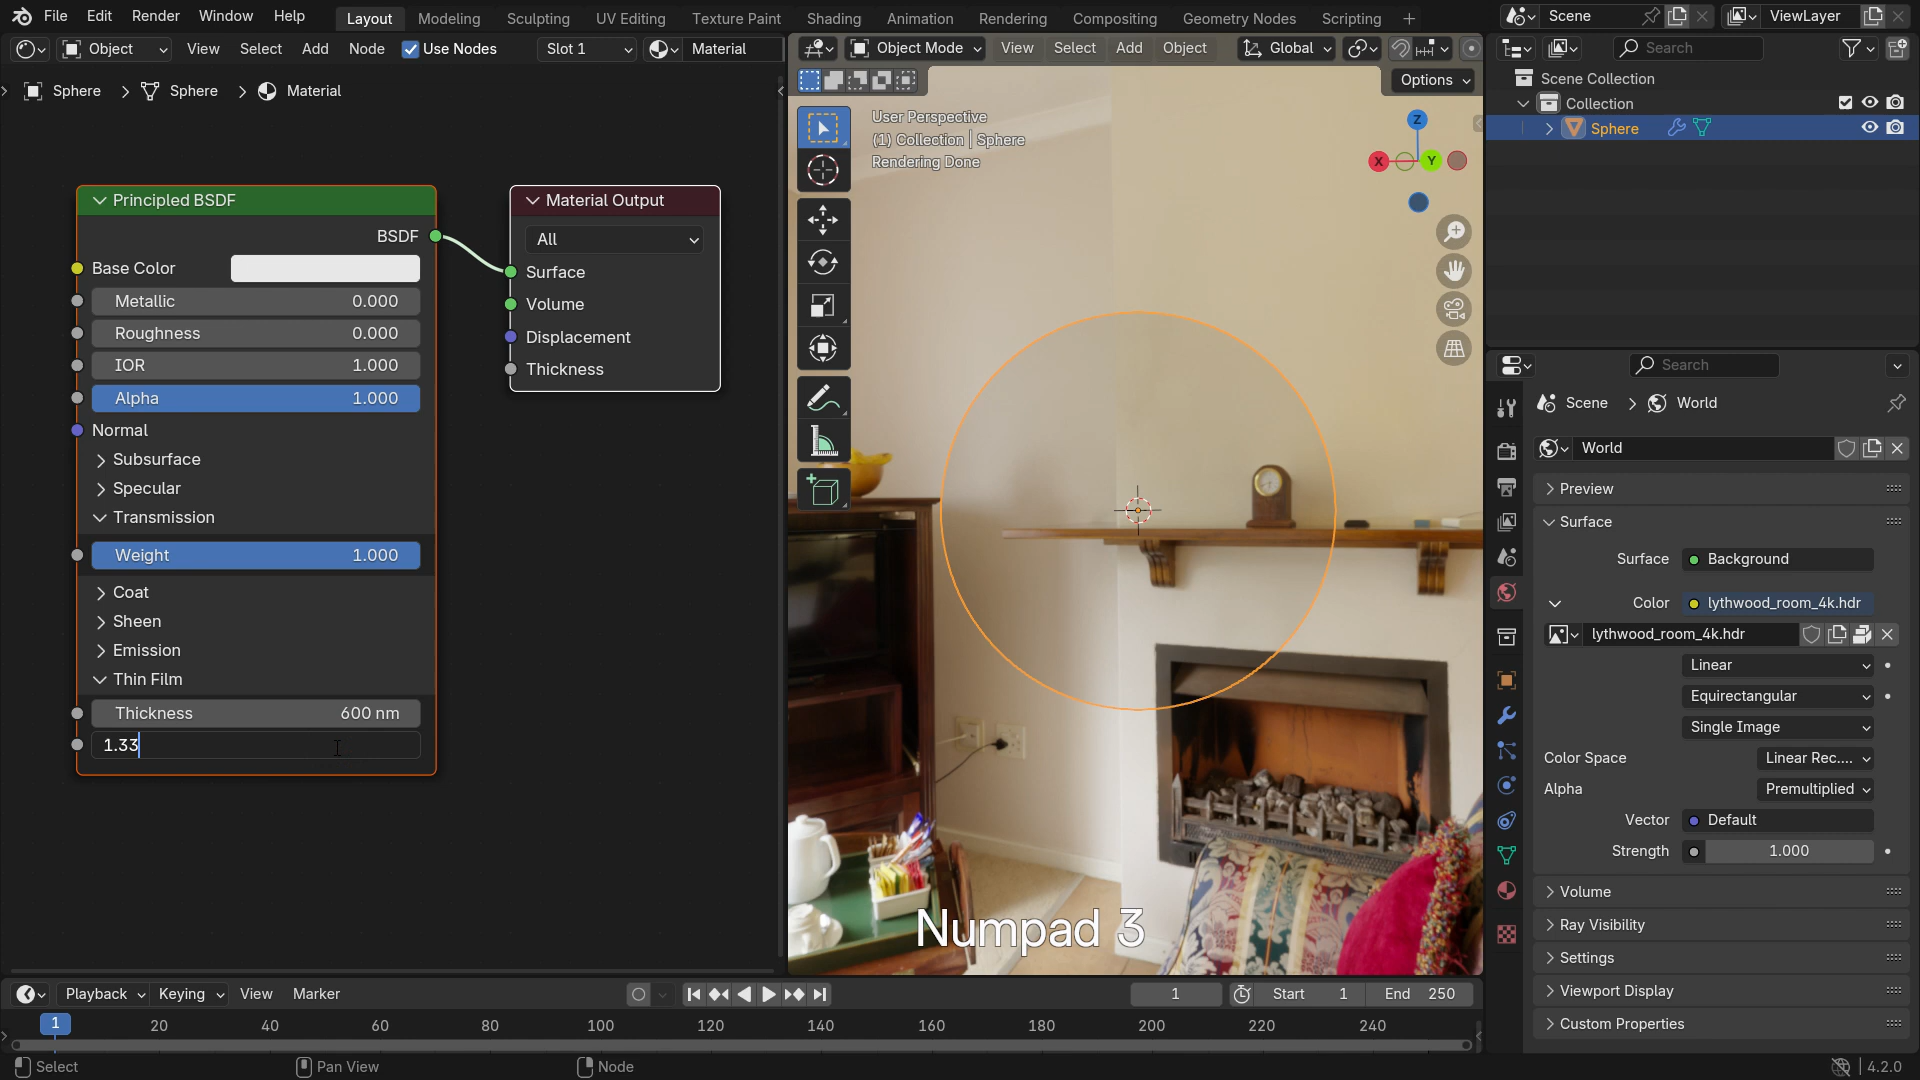 File Edit Render Window Help Layout Modeling Sculpting UV Editing Texture Paint Shading Animation Rendering Compositing Geometry Nodes Scripting + Scene ViewLayer
Object View Select Add Node Use Nodes Slot 1 Material
Object Mode View Select Add Object Global
Search
Sphere > Sphere > Material
Options
User Perspective
(1) Collection | Sphere
Rendering Done
Z
X
Y
Scene Collection
Collection
Sphere
Principled BSDF
BSDF
Base Color
Metallic 0.000
Roughness 0.000
IOR 1.000
Alpha 1.000
Normal
Subsurface
Specular
Transmission
Weight 1.000
Coat
Sheen
Emission
Thin Film
Thickness 600 nm
1.33
Material Output
All
Surface
Volume
Displacement
Thickness
Numpad 3
Search
Scene > World
World
Preview
Surface
Surface Background
Color lythwood_room_4k.hdr
lythwood_room_4k.hdr
Linear
Equirectangular
Single Image
Color Space Linear Rec....
Alpha Premultiplied
Vector Default
Strength 1.000
Volume
Ray Visibility
Settings
Viewport Display
Custom Properties
Playback Keying View Marker 1 Start 1 End 250
1 20 40 60 80 100 120 140 160 180 200 220 240
Select Pan View Node 4.2.0